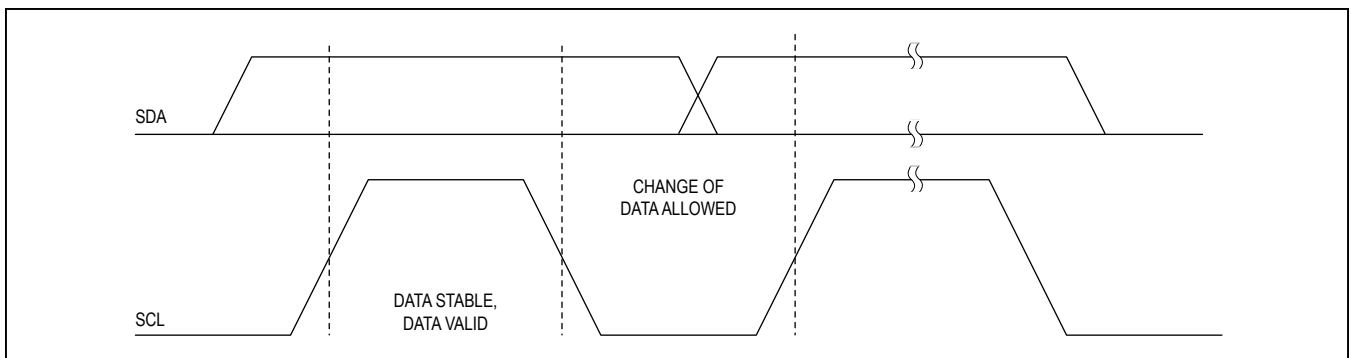 SDA
CHANGE OF
DATA ALLOWED
DATA STABLE,
DATA VALID
SCL